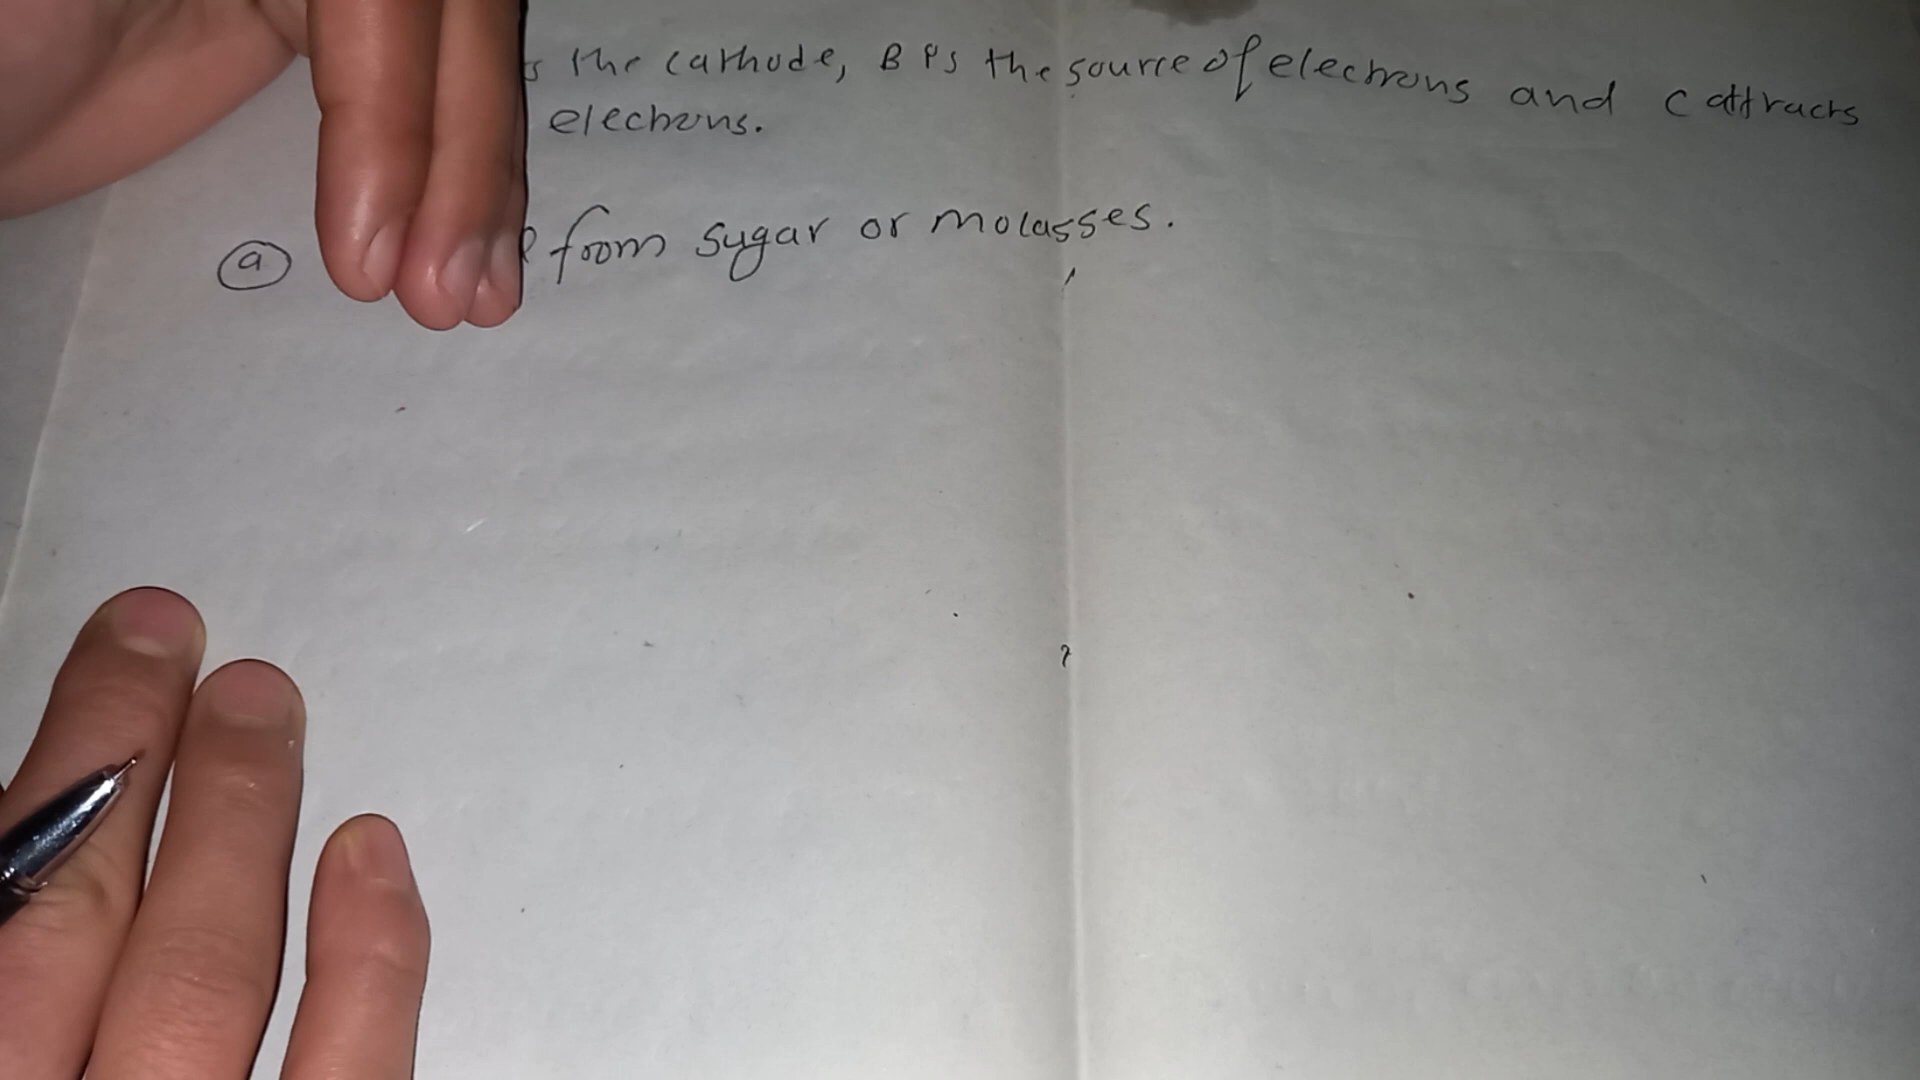 the cathode, B is the source of electrons and c attracts
electrons.
a from sugar or molasses.